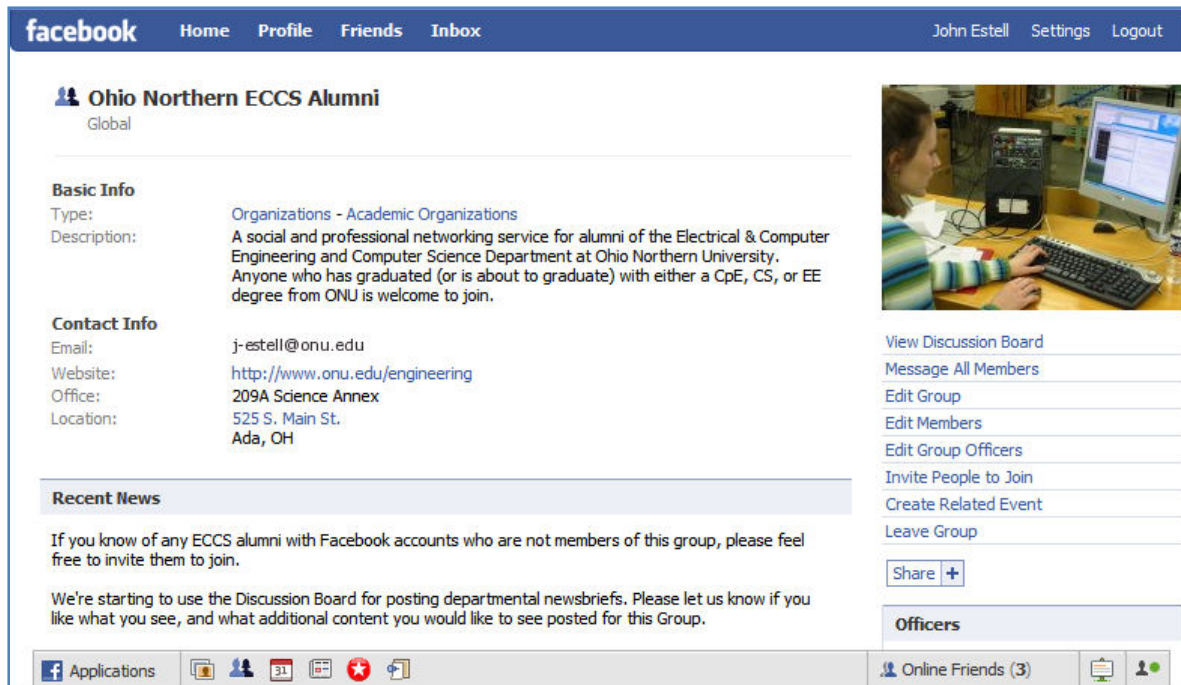 facebook Home Profile Friends Inbox John Estell Settings Logout
Ohio Northern ECCS Alumni
Global
Basic Info
Type: Organizations - Academic Organizations
Description: A social and professional networking service for alumni of the Electrical & Computer
Engineering and Computer Science Department at Ohio Northern University.
Anyone who has graduated (or is about to graduate) with either a CpE, CS, or EE
degree from ONU is welcome to join.
Contact Info
Email: j-estell@onu.edu
Website: http://www.onu.edu/engineering
Office: 209A Science Annex
Location: 525 S. Main St.
Ada, OH
Recent News
If you know of any ECCS alumni with Facebook accounts who are not members of this group, please feel
free to invite them to join.
We're starting to use the Discussion Board for posting departmental newsbriefs. Please let us know if you
like what you see, and what additional content you would like to see posted for this Group.
View Discussion Board
Message All Members
Edit Group
Edit Members
Edit Group Officers
Invite People to Join
Create Related Event
Leave Group
Share +
Officers
Applications 31 Online Friends (3)